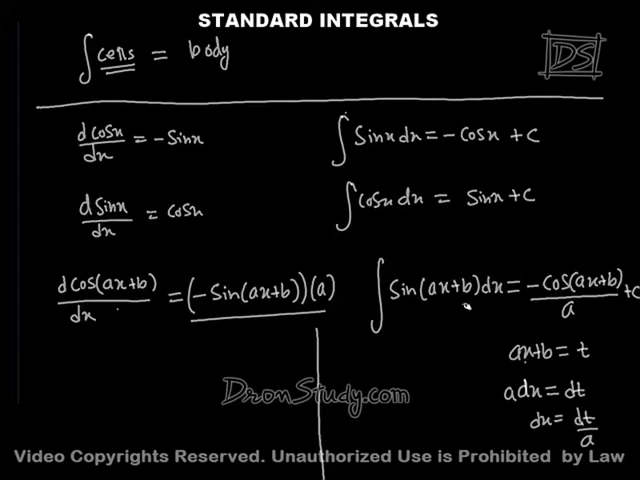 STANDARD INTEGRALS
∫cells = body
DS
d cosx/dx = - sinx
∫ sinx dx = - cosx + c
d sinx/dx = cosx
∫ cosx dx = sinx + c
d cos(ax+b)/dx = (- sin(ax+b))(a)
∫ sin(ax+b) dx = - cos(ax+b)/a + c
ax+b = t
a dx = dt
dx = dt/a
DronStudy.com
Video Copyrights Reserved. Unauthorized Use is Prohibited by Law